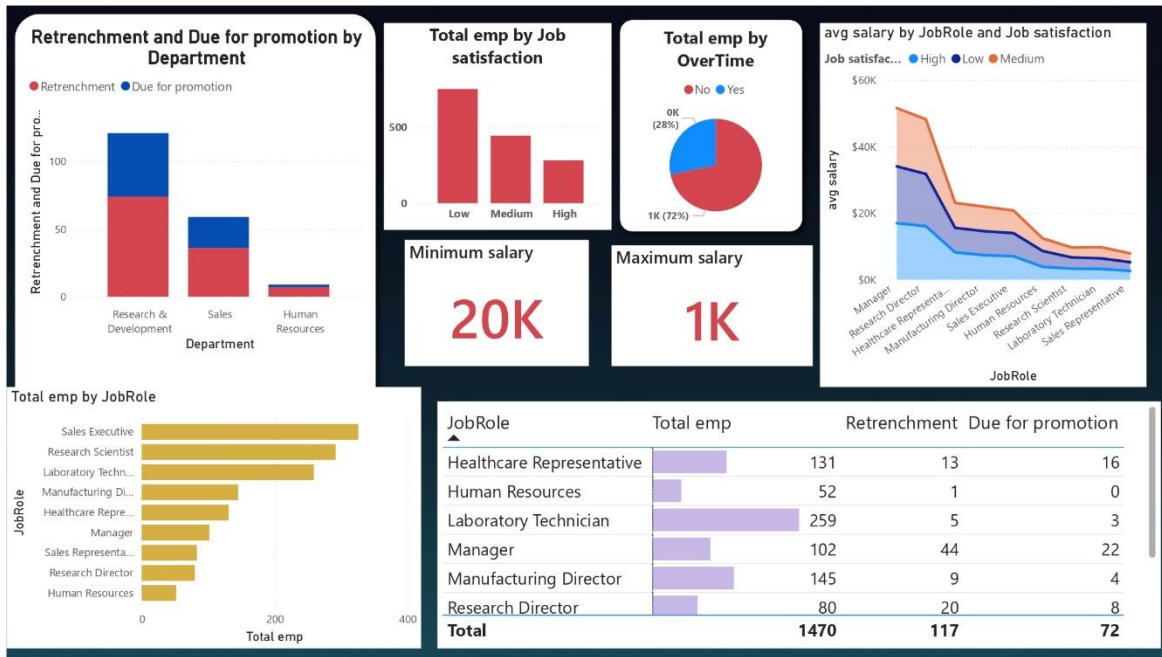 Retrenchment and Due for promotion by
Department
Retrenchment Due for promotion
Retrenchment and Due for pro...
100
50
0
Research &
Development
Sales
Human
Resources
Department
Total emp by Job
satisfaction
500
0
Low Medium High
Total emp by
OverTime
No Yes
0K
(28%)
1K (72%)
avg salary by JobRole and Job satisfaction
Job satisfac... High Low Medium
avg salary
$60K
$40K
$20K
$0K
Manager
Research Director
Healthcare Representa...
Manufacturing Director
Sales Executive
Human Resources
Research Scientist
Laboratory Technician
Sales Representative
JobRole
Minimum salary
20K
Maximum salary
1K
Total emp by JobRole
JobRole
Sales Executive
Research Scientist
Laboratory Techn...
Manufacturing Di...
Healthcare Repre...
Manager
Sales Representa...
Research Director
Human Resources
0 200 400
Total emp
JobRole Total emp Retrenchment Due for promotion
Healthcare Representative 131 13 16
Human Resources 52 1 0
Laboratory Technician 259 5 3
Manager 102 44 22
Manufacturing Director 145 9 4
Research Director 80 20 8
Total 1470 117 72